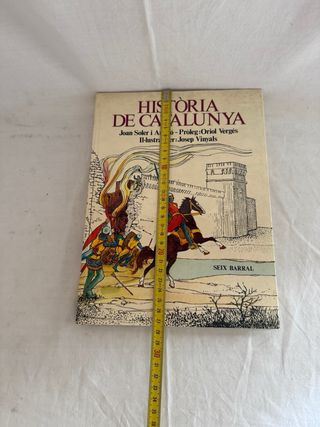 HISTÒRIA
DE CATALUNYA
Joan Soler i - Pròleg: Oriol Vergés
Josep Vinyals
SEIX BARRAL